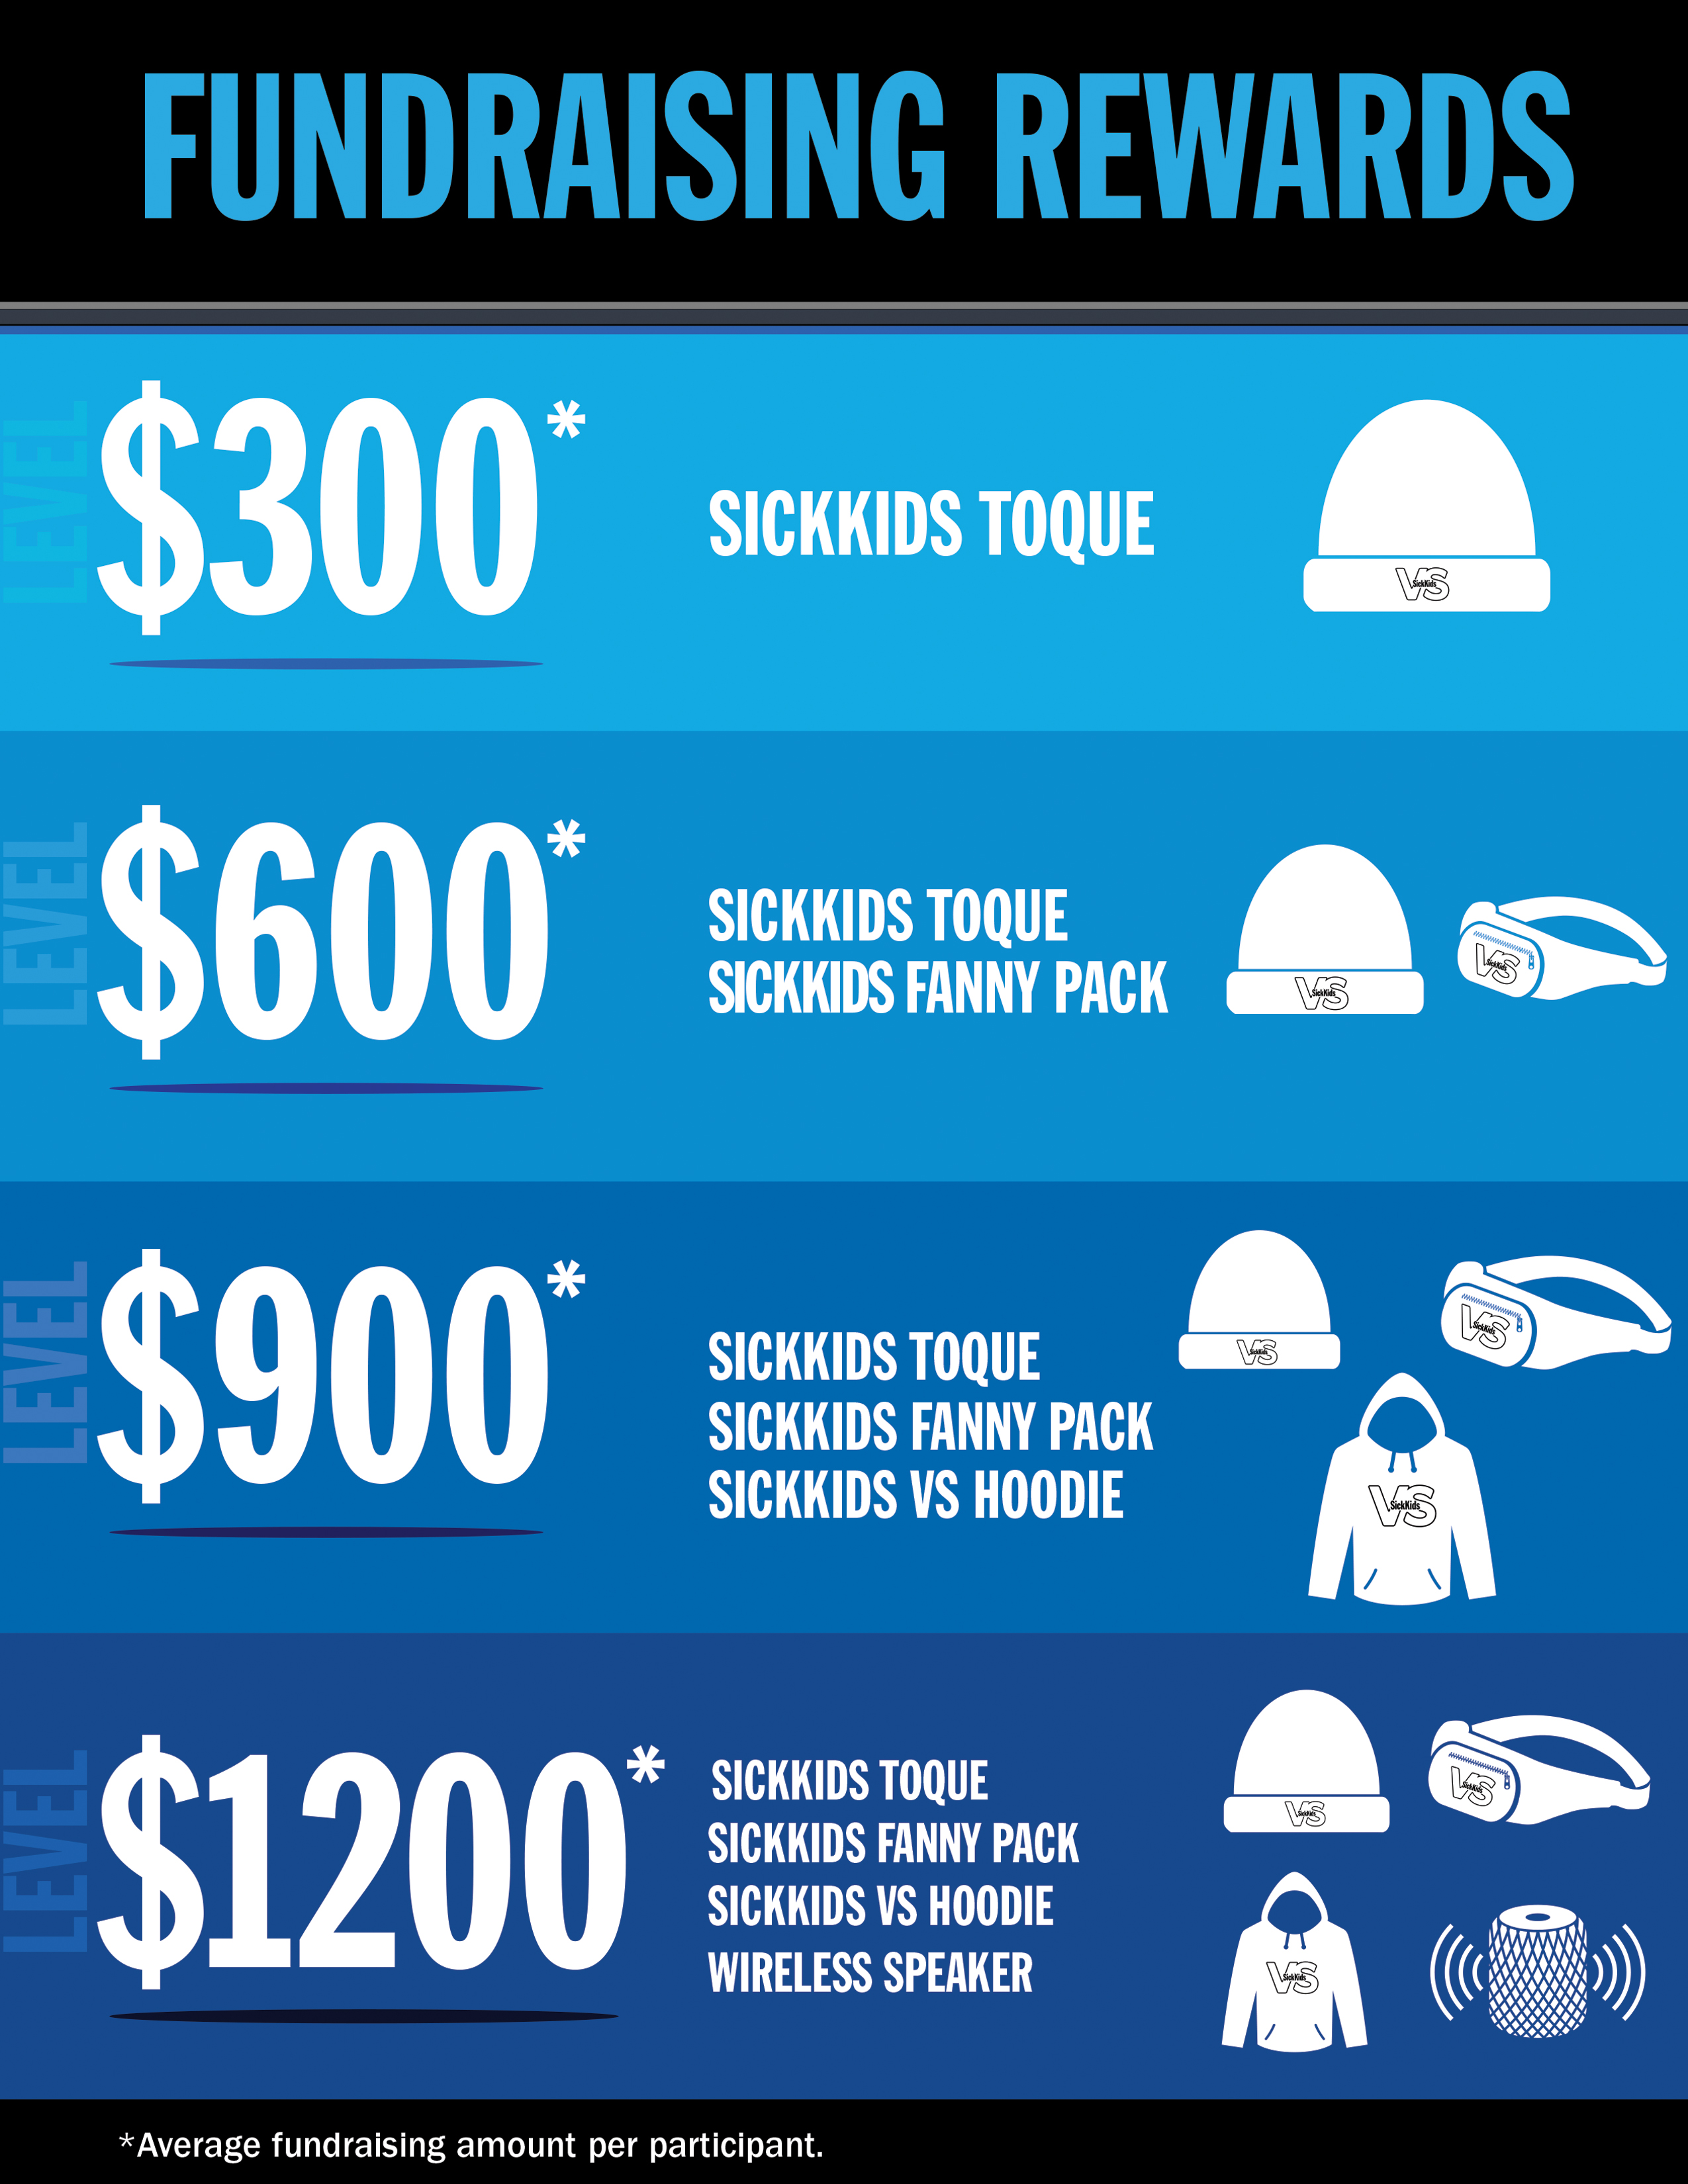 FUNDRAISING REWARDS
LEVEL
$300*
SICKKIDS TOQUE
VS
SickKids
LEVEL
$600*
SICKKIDS TOQUE
SICKKIDS FANNY PACK
VS
SickKids
VS
SickKids
LEVEL
$900*
SICKKIDS TOQUE
SICKKIDS FANNY PACK
SICKKIDS VS HOODIE
VS
SickKids
VS
SickKids
VS
SickKids
LEVEL
$1200*
SICKKIDS TOQUE
SICKKIDS FANNY PACK
SICKKIDS VS HOODIE
WIRELESS SPEAKER
VS
SickKids
VS
SickKids
VS
SickKids
*Average fundraising amount per participant.